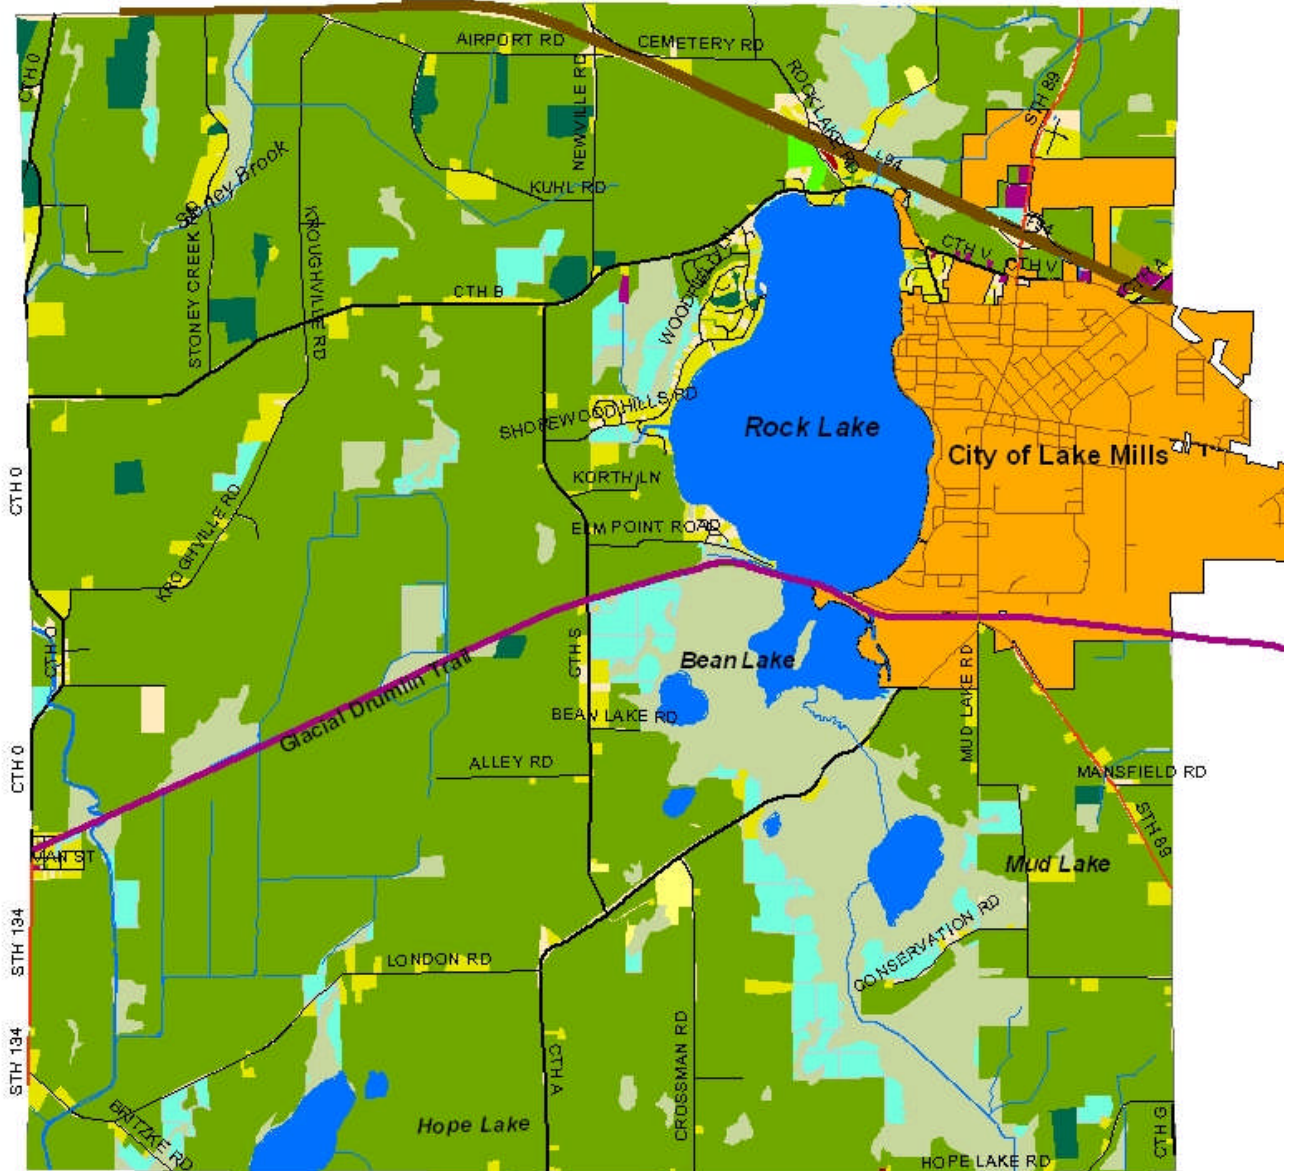 AIRPORT RD
CEMETERY RD
CTH O
NEWVILLE RD
ROCK LAKE RD
STH 89
I-94
Stoney Brook
KUHL RD
I-94
STONEY CREEK RD
KROUGHVILLE RD
CTH V
CTH V
CTH A
CTH B
WOODFIELD LN
SHOREWOOD HILLS RD
Rock Lake
City of Lake Mills
CTH O
KORTH LN
KROGHVILLE RD
ELM POINT ROAD
CTH O
CTH S
Glacial Drumlin Trail
Bean Lake
MUD LAKE RD
BEAN LAKE RD
CTH O
ALLEY RD
MANSFIELD RD
STH 89
Mud Lake
STH 134
LONDON RD
CONSERVATION RD
STH 134
CTH A
CROSSMAN RD
BRITZKE RD
Hope Lake
CTH G
HOPE LAKE RD